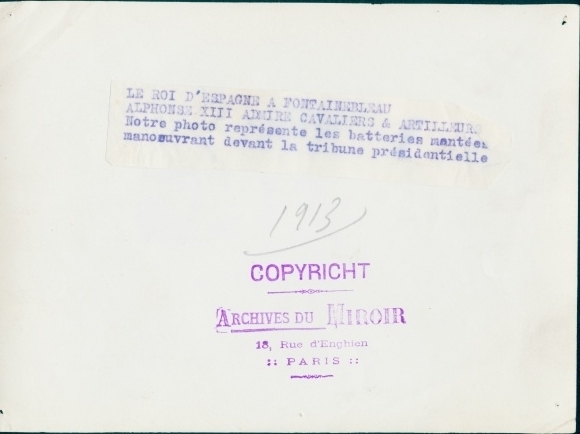 LE ROI D'ESPAGNE A FONTAINEBLEAU
ALPHONSE XIII ADMIRE CAVALIERS & ARTILLEURS
Notre photo représente les batteries montées
manoeuvrant devant la tribune présidentielle
1913
COPYRICHT
ARCHIVES DU MIROIR
18, Rue d'Enghien
:: PARIS ::